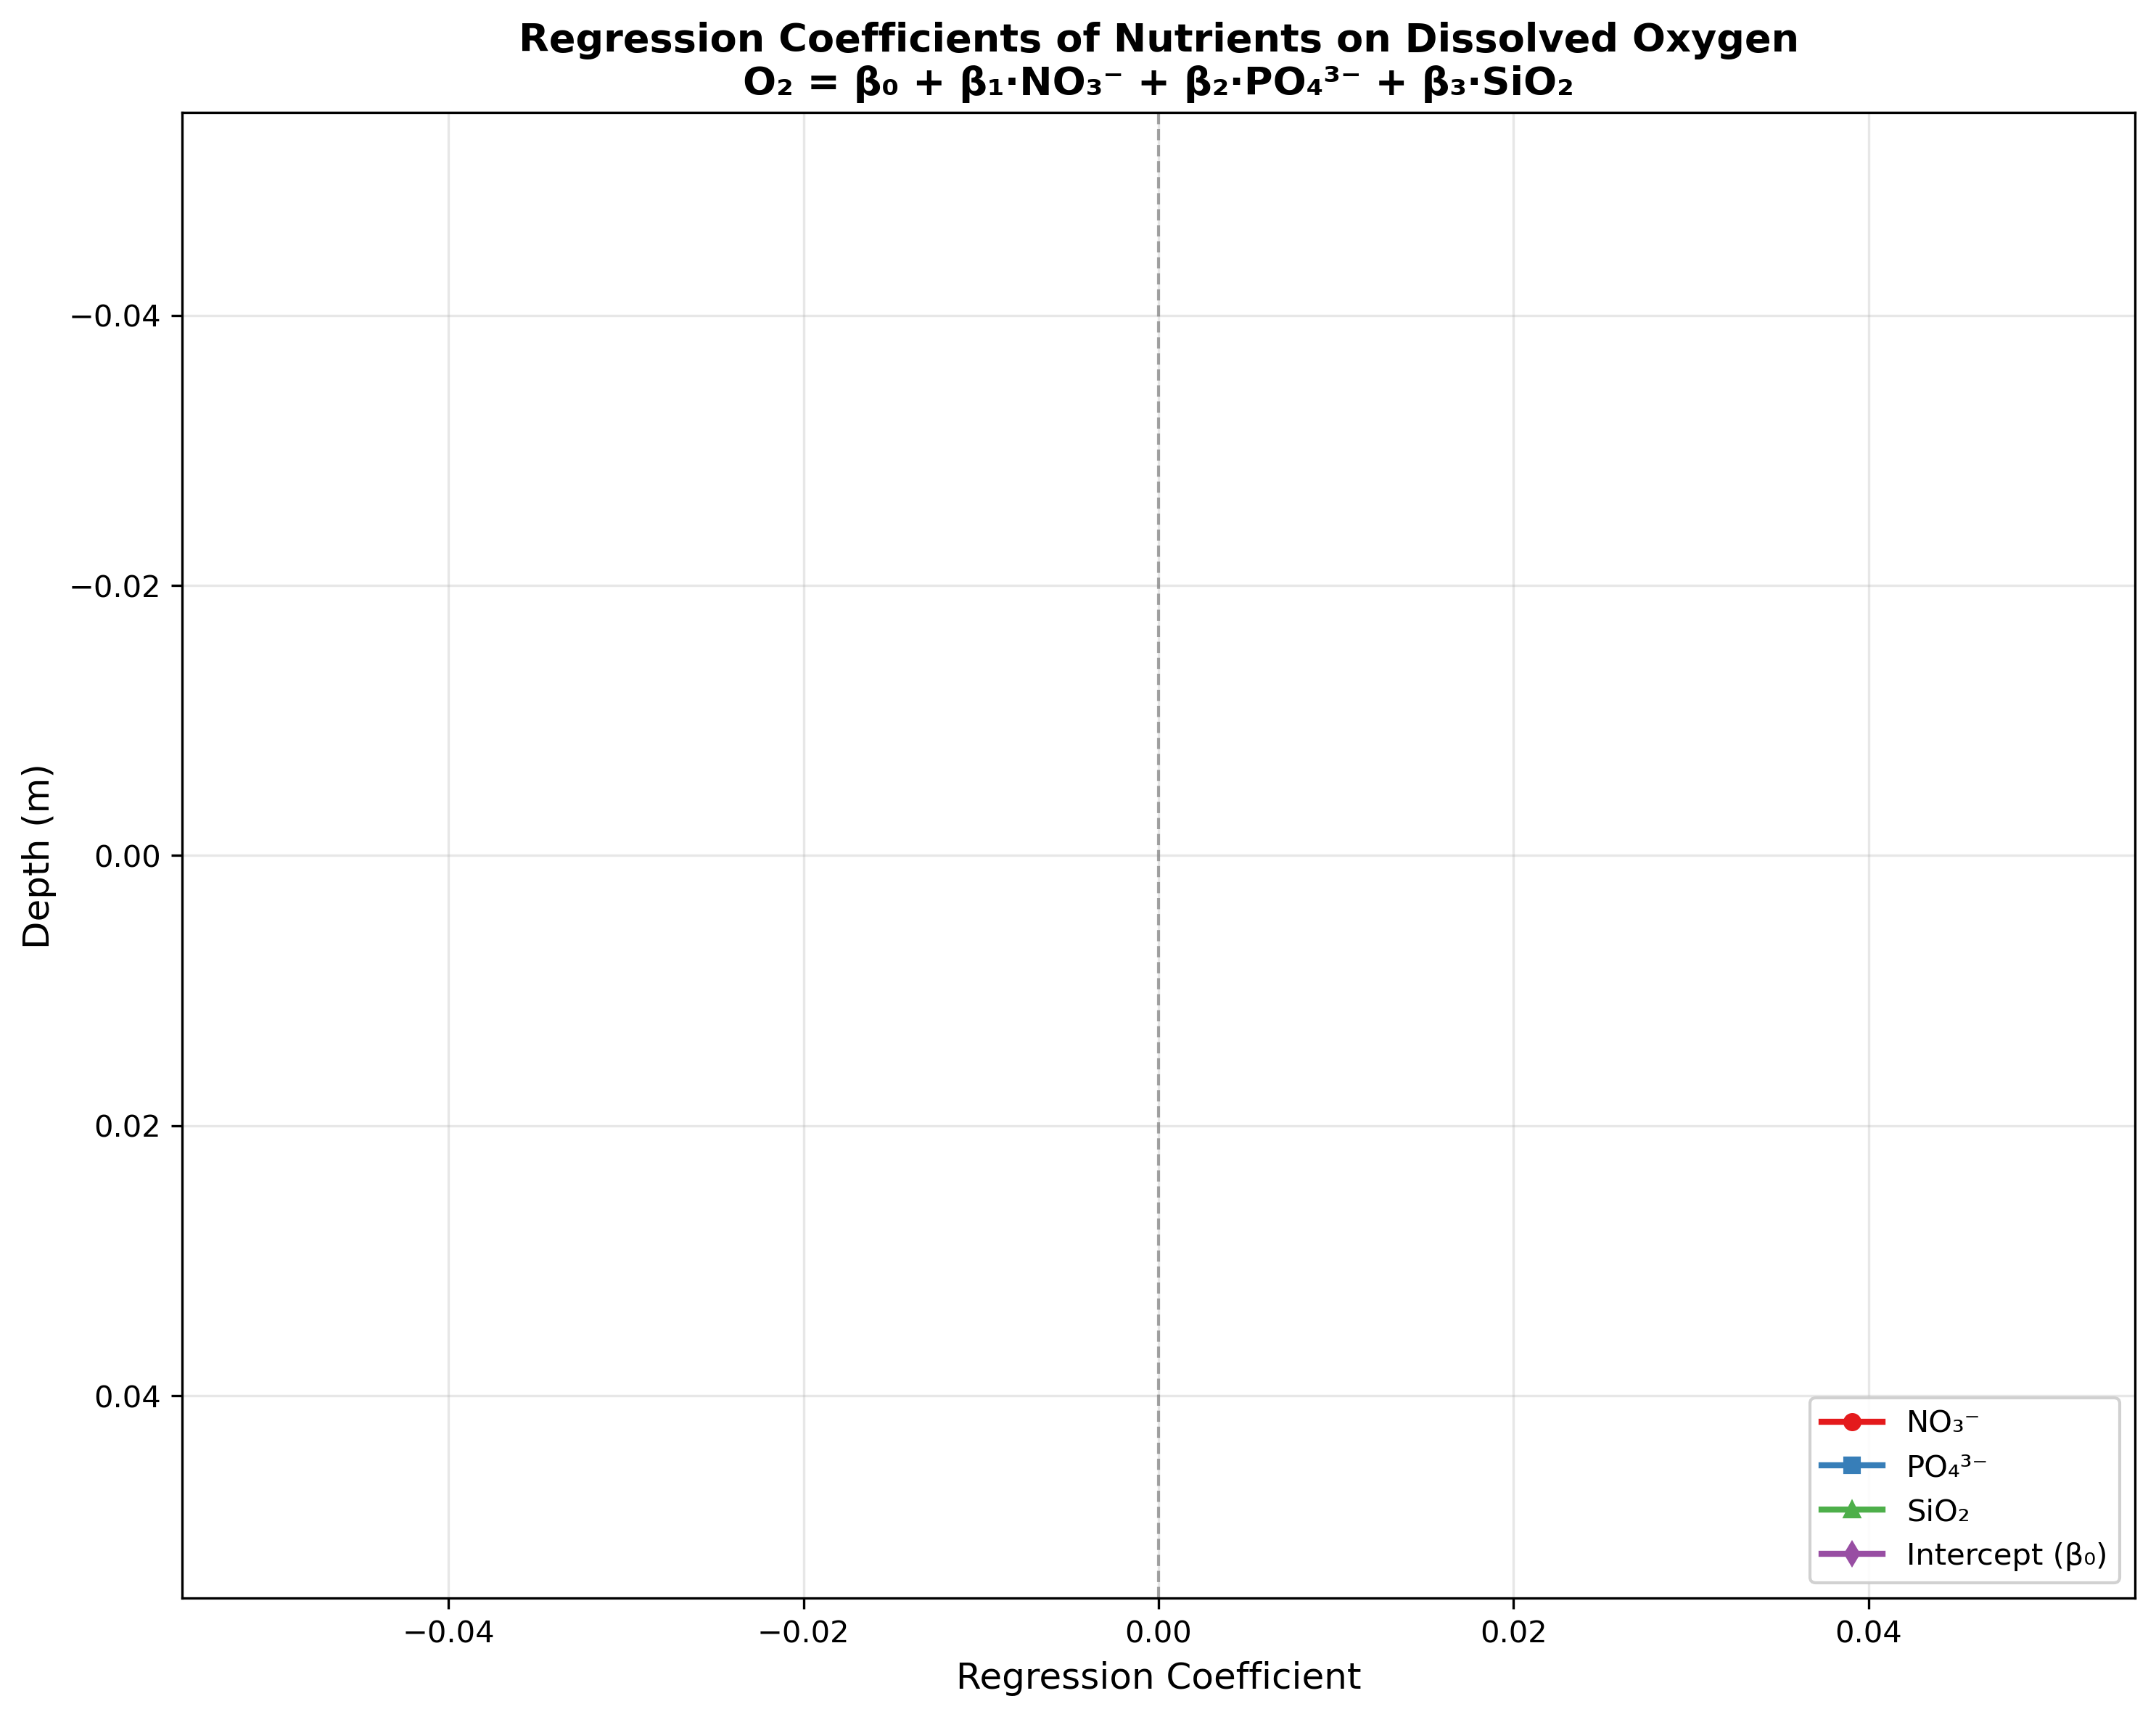 Regression Coefficients of Nutrients on Dissolved Oxygen
O₂ = β₀ + β₁·NO₃⁻ + β₂·PO₄³⁻ + β₃·SiO₂
Depth (m)
−0.04
−0.02
0.00
0.02
0.04
NO₃⁻
PO₄³⁻
SiO₂
Intercept (β₀)
−0.04 −0.02 0.00 0.02 0.04
Regression Coefficient